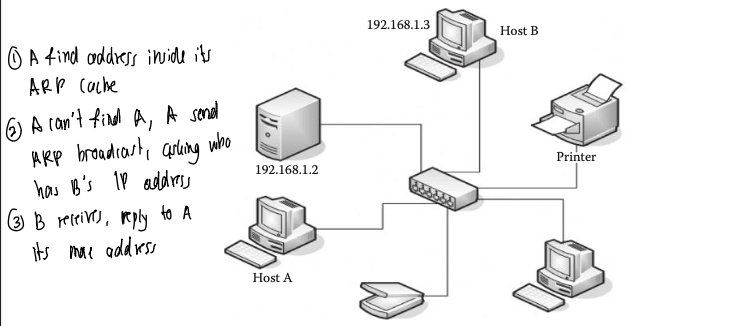 ① A find address inside its
ARP cache
② A can't find it, A send
ARP broadcast, asking who
has B's IP address
③ B receives, reply to A
its mac address
192.168.1.3
Host B
Printer
192.168.1.2
Host A